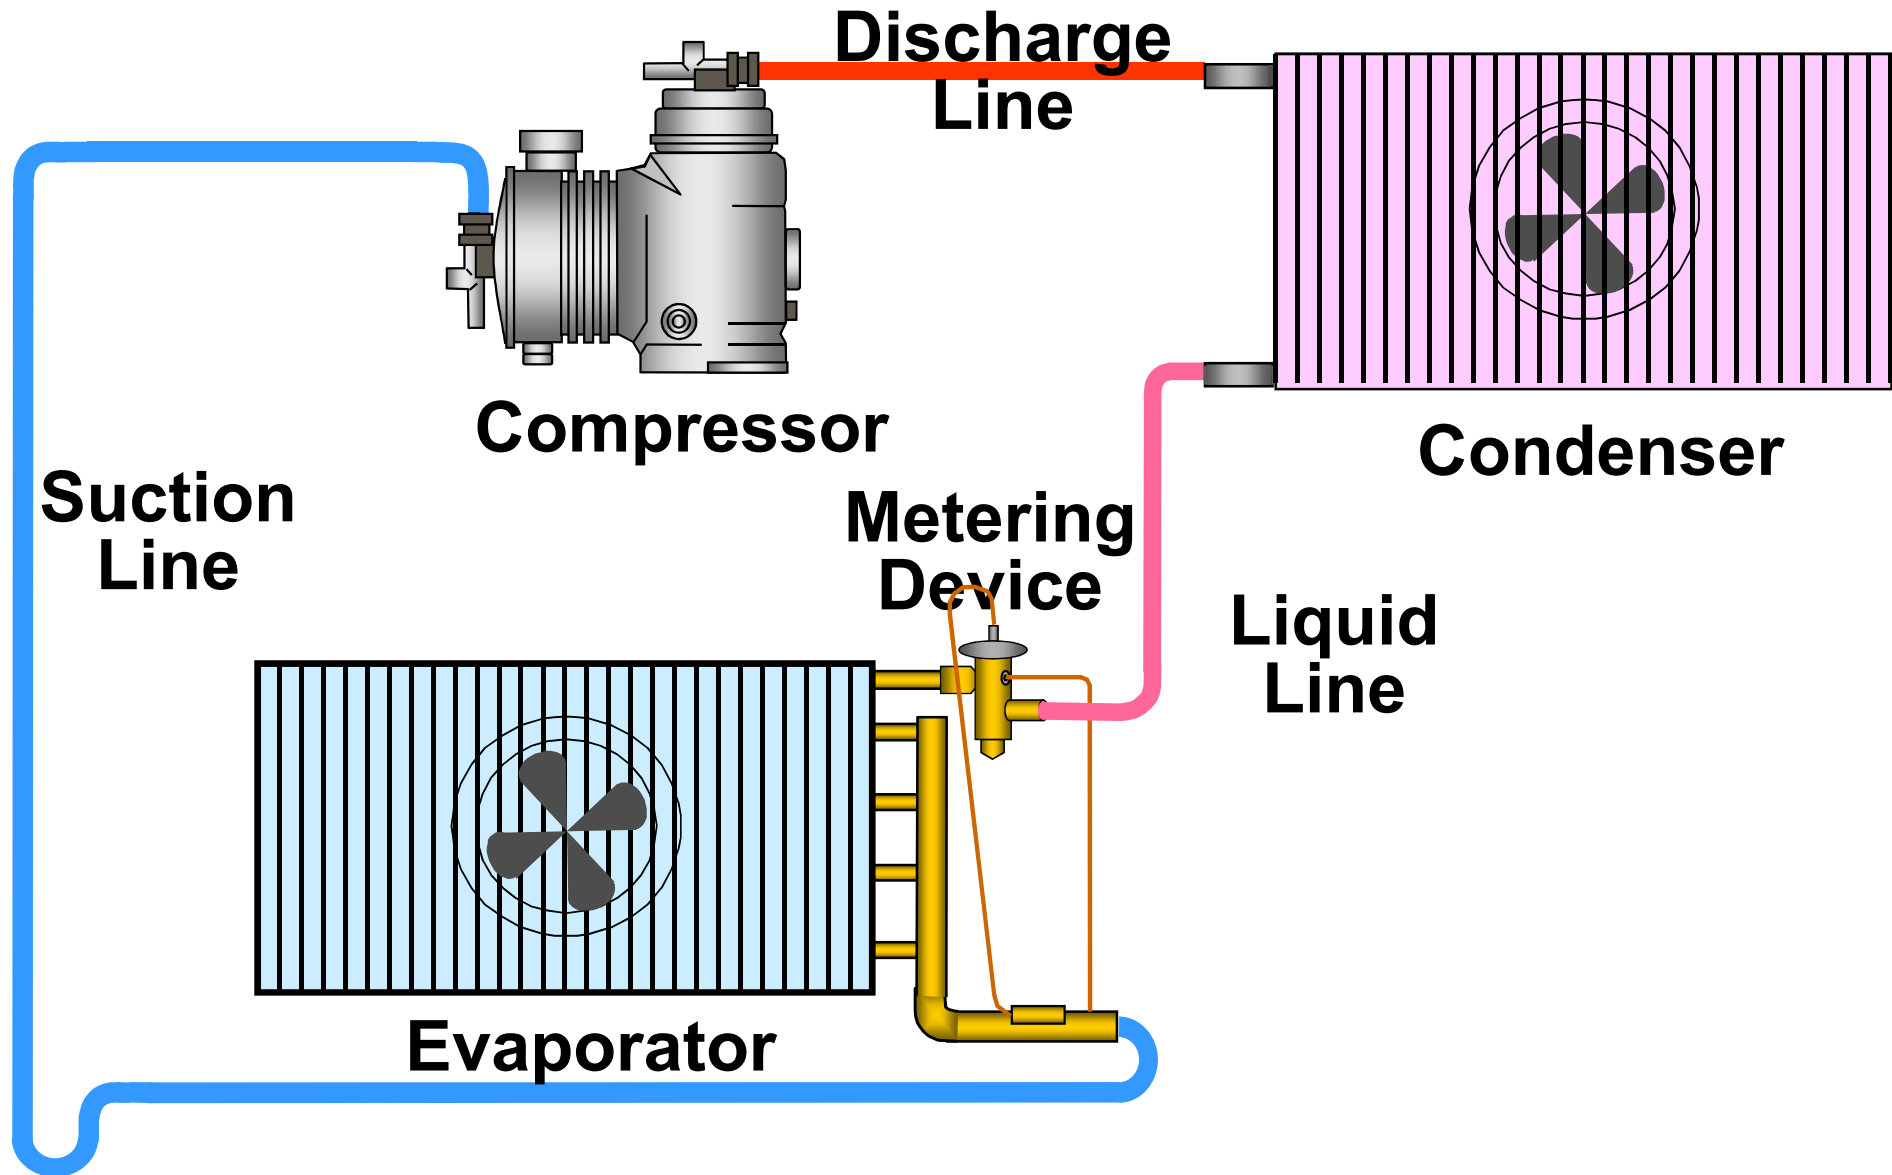 Discharge
Line
Compressor
Condenser
Suction
Line
Metering
Device
Liquid
Line
Evaporator